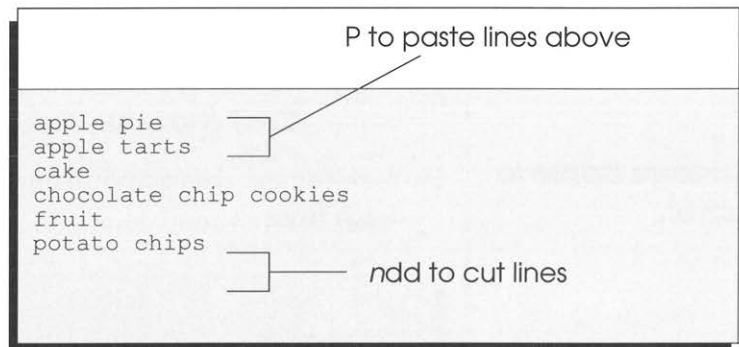 P to paste lines above
apple pie
apple tarts
cake
chocolate chip cookies
fruit
potato chips
ndd to cut lines